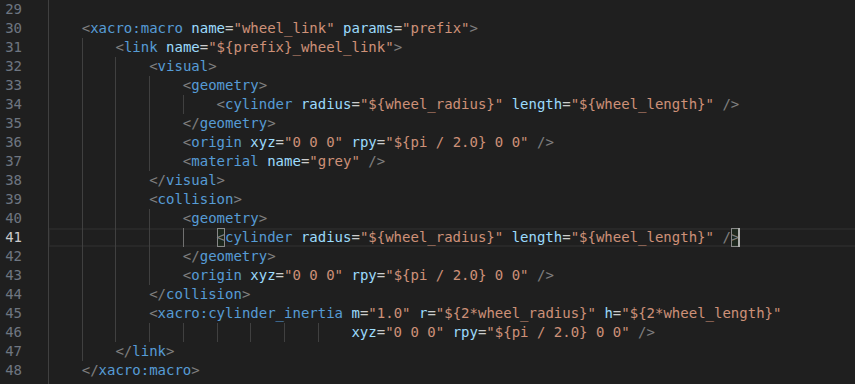 29
30 <xacro:macro name="wheel_link" params="prefix">
31 <link name="${prefix}_wheel_link">
32 <visual>
33 <geometry>
34 <cylinder radius="${wheel_radius}" length="${wheel_length}" />
35 </geometry>
36 <origin xyz="0 0 0" rpy="${pi / 2.0} 0 0" />
37 <material name="grey" />
38 </visual>
39 <collision>
40 <geometry>
41 <cylinder radius="${wheel_radius}" length="${wheel_length}" />
42 </geometry>
43 <origin xyz="0 0 0" rpy="${pi / 2.0} 0 0" />
44 </collision>
45 <xacro:cylinder_inertia m="1.0" r="${2*wheel_radius}" h="${2*wheel_length}"
46 xyz="0 0 0" rpy="${pi / 2.0} 0 0" />
47 </link>
48 </xacro:macro>